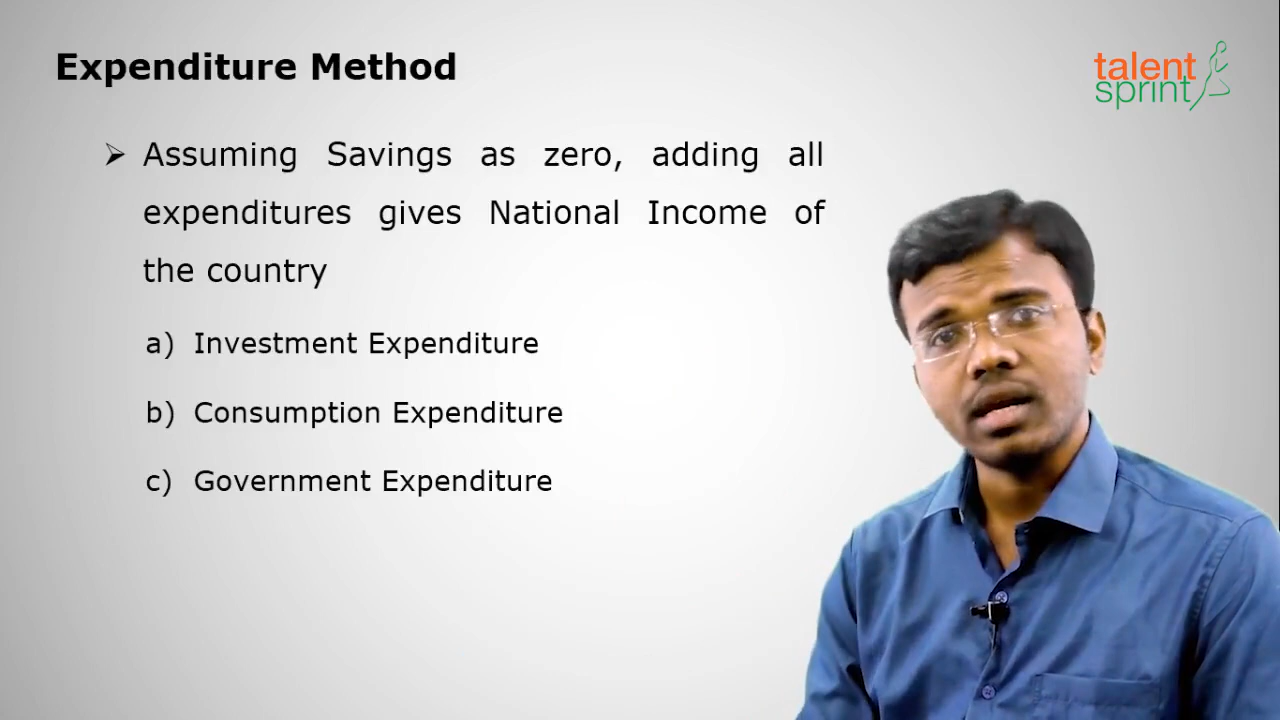 Expenditure Method
talent
sprint
➢ Assuming Savings as zero, adding all
expenditures gives National Income of
the country
a) Investment Expenditure
b) Consumption Expenditure
c) Government Expenditure